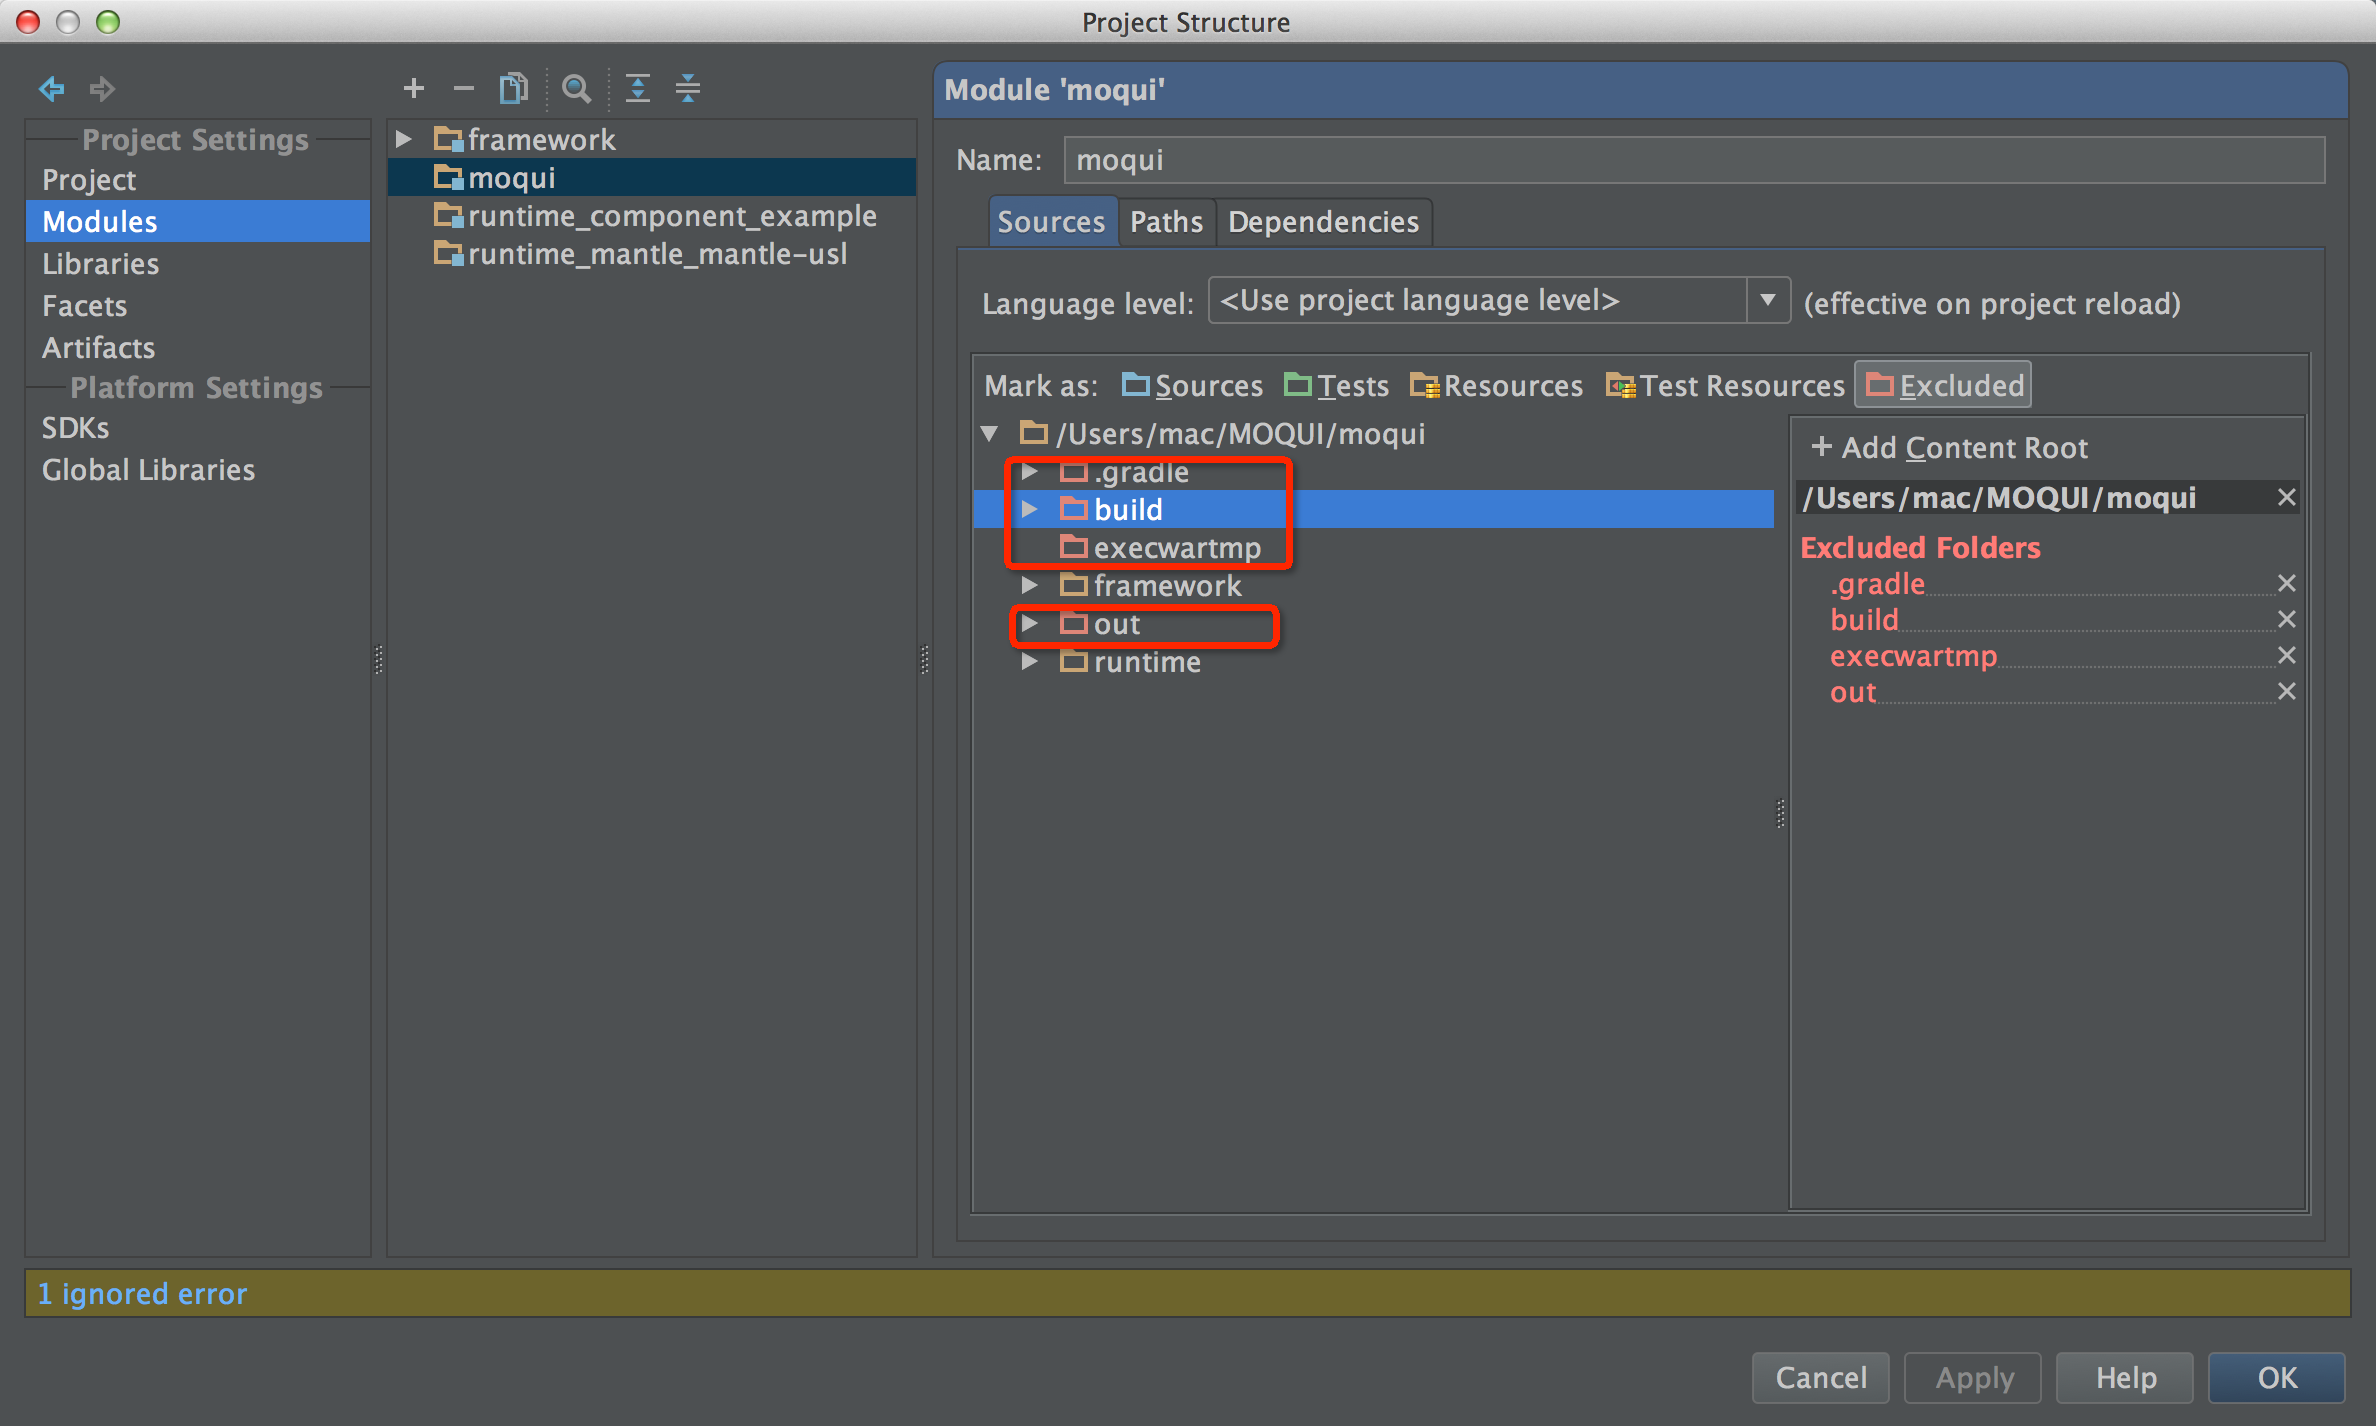 Project Structure
Project Settings
Project
Modules
Libraries
Facets
Artifacts
Platform Settings
SDKs
Global Libraries
framework
moqui
runtime_component_example
runtime_mantle_mantle-usl
Module 'moqui'
Name: moqui
Sources Paths Dependencies
Language level: <Use project language level> (effective on project reload)
Mark as: Sources Tests Resources Test Resources Excluded
/Users/mac/MOQUI/moqui
.gradle
build
execwartmp
framework
out
runtime
+ Add Content Root
/Users/mac/MOQUI/moqui
Excluded Folders
.gradle
build
execwartmp
out
1 ignored error
Cancel Apply Help OK